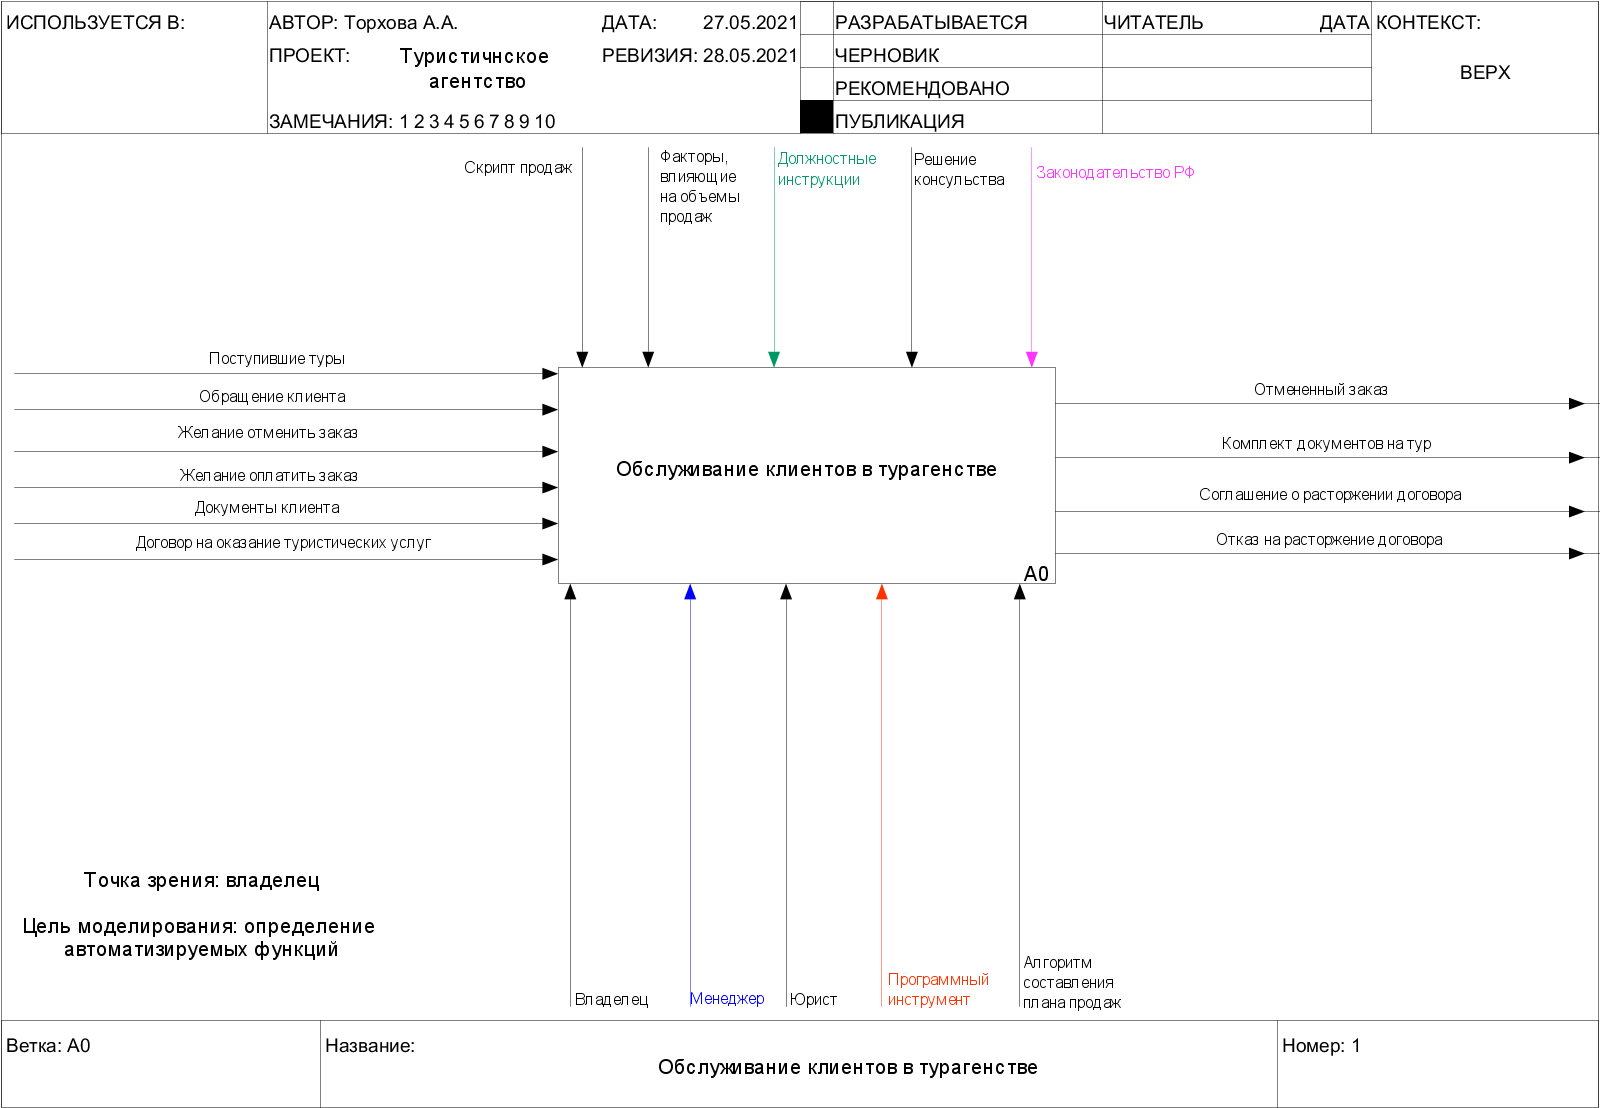 ИСПОЛЬЗУЕТСЯ В:
АВТОР: Торхова А.А.
ДАТА: 27.05.2021
ПРОЕКТ: Туристичнское
агентство
РЕВИЗИЯ: 28.05.2021
ЗАМЕЧАНИЯ: 1 2 3 4 5 6 7 8 9 10
РАЗРАБАТЫВАЕТСЯ
ЧЕРНОВИК
РЕКОМЕНДОВАНО
ПУБЛИКАЦИЯ
ЧИТАТЕЛЬ ДАТА
КОНТЕКСТ:
ВЕРХ
Скрипт продаж
Факторы,
влияющие
на объемы
продаж
Должностные
инструкции
Решение
консульства
Законодательство РФ
Поступившие туры
Обращение клиента
Желание отменить заказ
Желание оплатить заказ
Документы клиента
Договор на оказание туристических услуг
Обслуживание клиентов в турагенстве
A0
Отмененный заказ
Комплект документов на тур
Соглашение о расторжении договора
Отказ на расторжение договора
Точка зрения: владелец
Цель моделирования: определение
автоматизируемых функций
Владелец
Менеджер
Юрист
Программный
инструмент
Алгоритм
составления
плана продаж
Ветка: A0
Название:
Обслуживание клиентов в турагенстве
Номер: 1